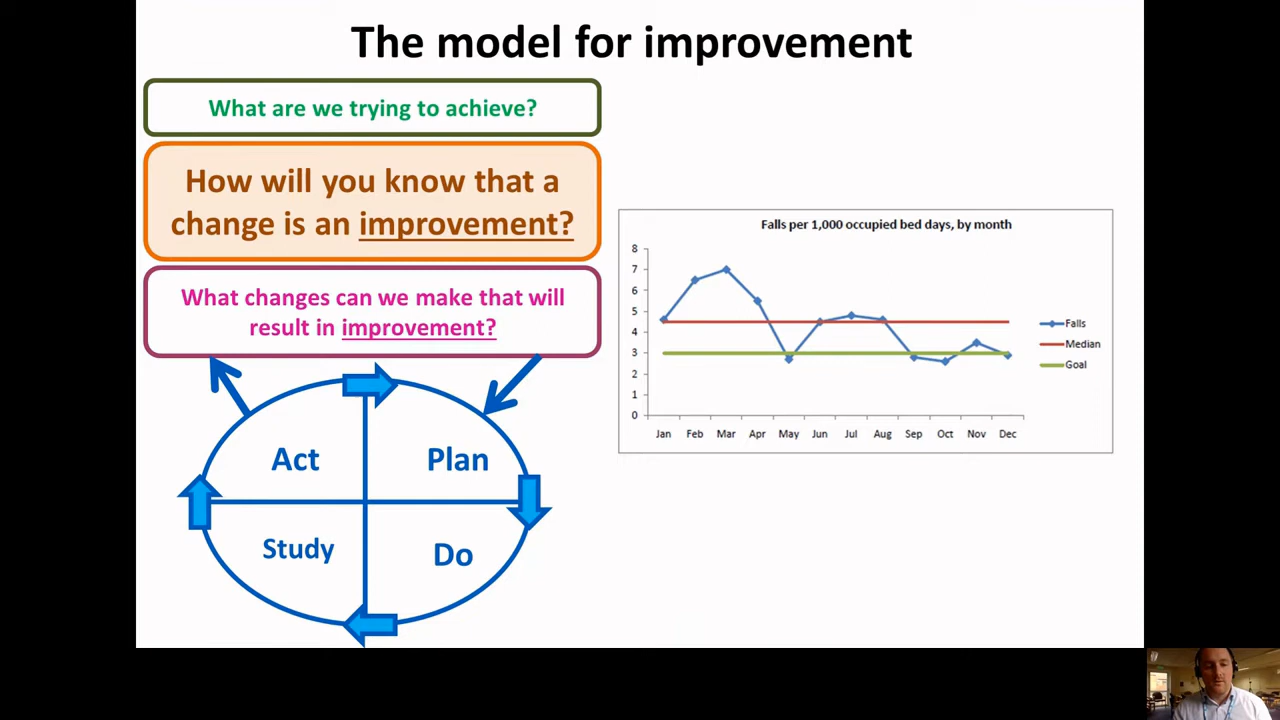 The model for improvement
What are we trying to achieve?
How will you know that a
change is an improvement?
What changes can we make that will
result in improvement?
Act
Plan
Study
Do
Falls per 1,000 occupied bed days, by month
8
7
6
5
4
3
2
1
0
Jan Feb Mar Apr May Jun Jul Aug Sep Oct Nov Dec
Falls
Median
Goal